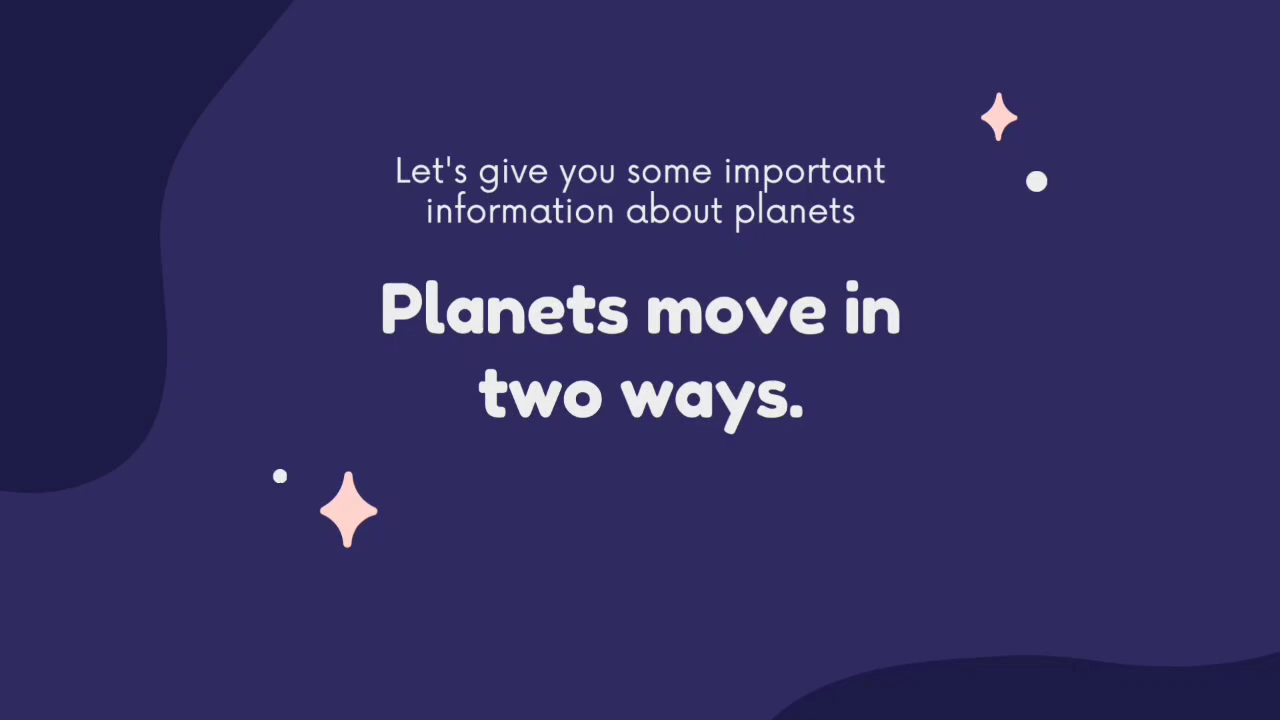 Let's give you some important
information about planets
Planets move in
two ways.